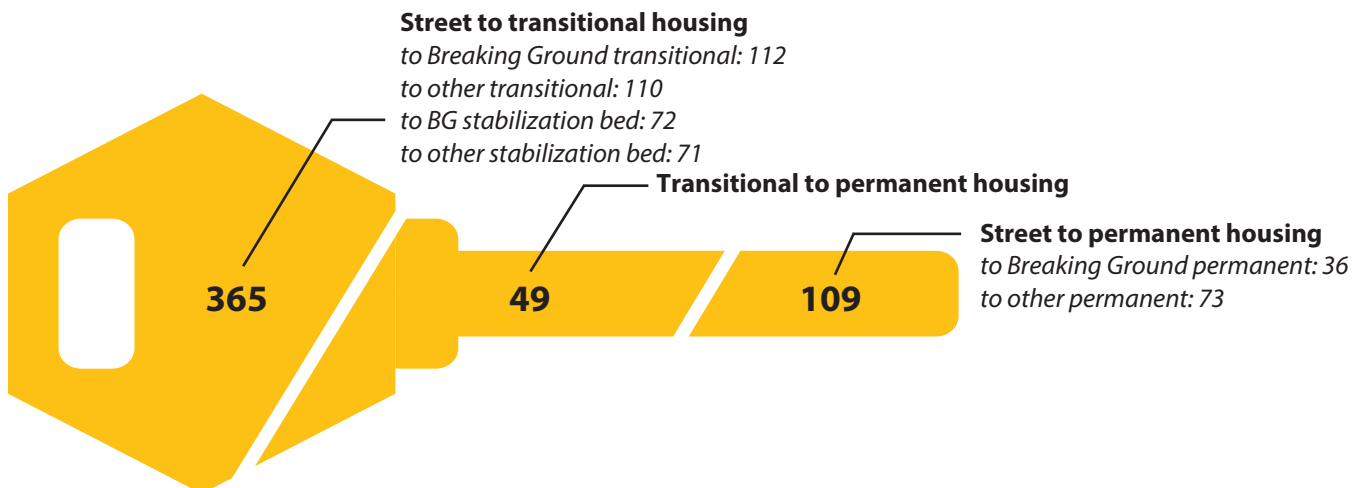 Street to transitional housing
to Breaking Ground transitional: 112
to other transitional: 110
to BG stabilization bed: 72
to other stabilization bed: 71
Transitional to permanent housing
Street to permanent housing
to Breaking Ground permanent: 36
to other permanent: 73
365
49
109